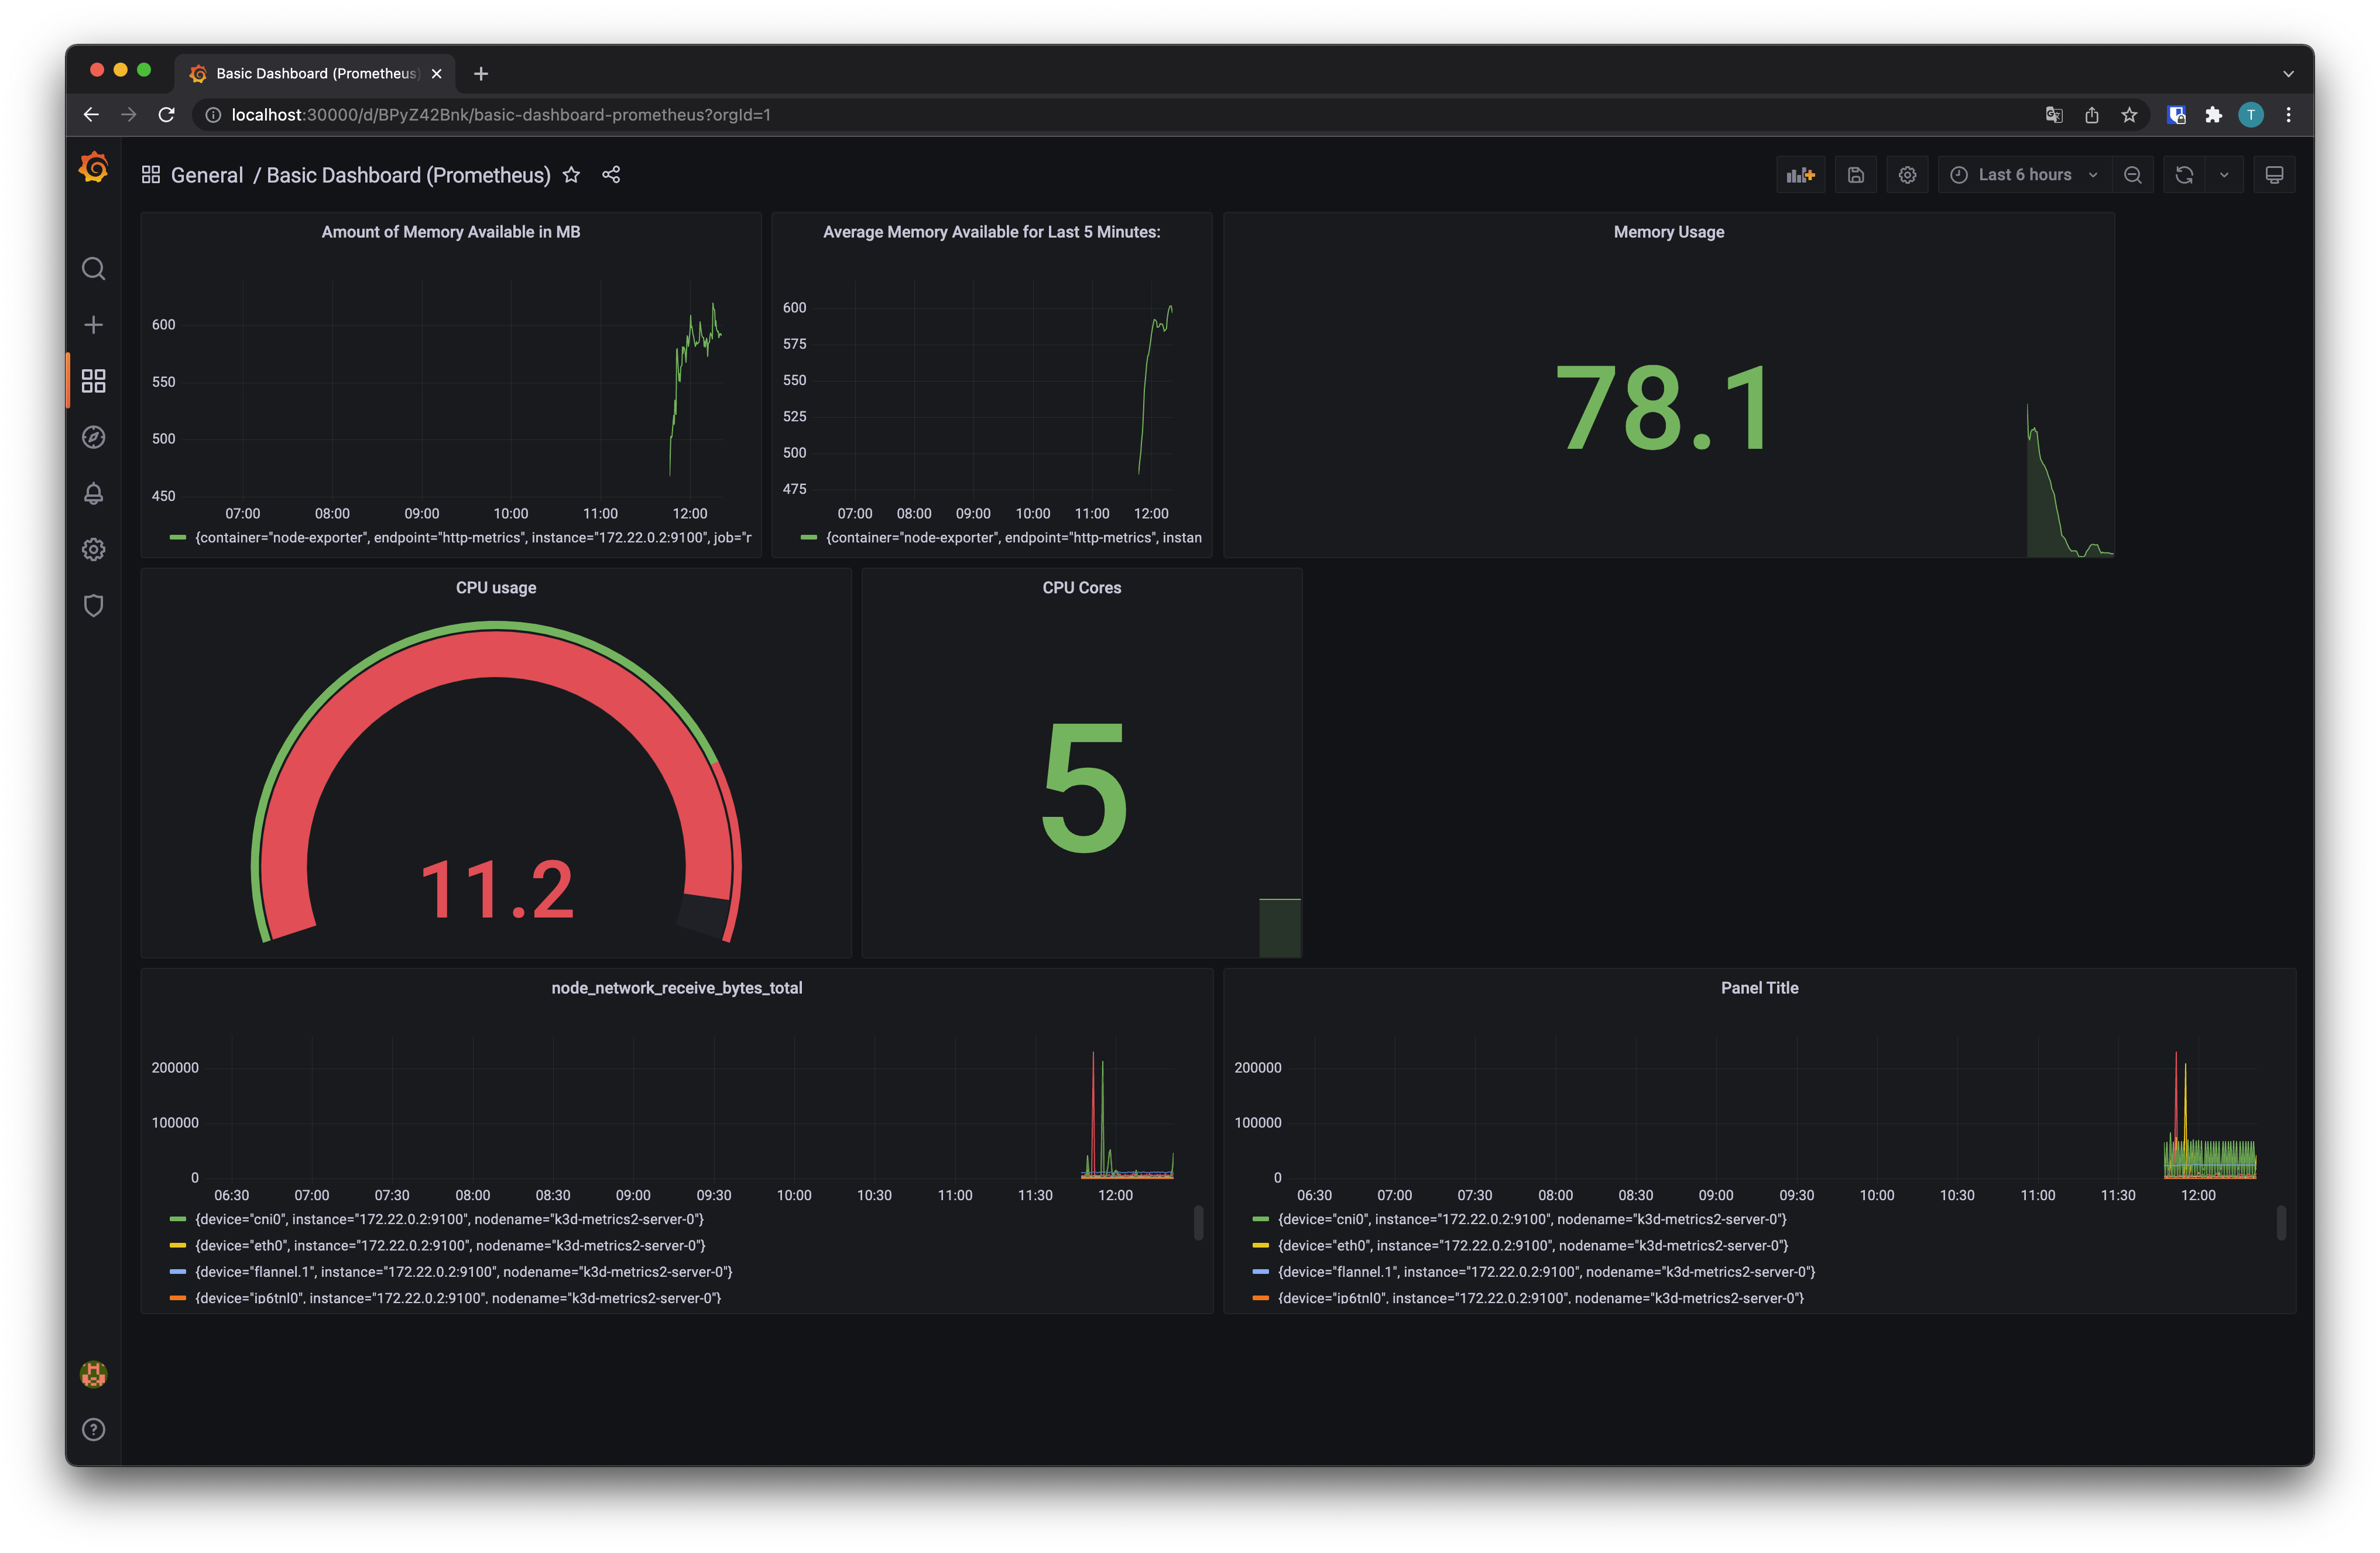 Basic Dashboard (Prometheus)
localhost:30000/d/BPyZ42Bnk/basic-dashboard-prometheus?orgId=1
T
General / Basic Dashboard (Prometheus)
Last 6 hours
Amount of Memory Available in MB
600
550
500
450
07:00 08:00 09:00 10:00 11:00 12:00
{container="node-exporter", endpoint="http-metrics", instance="172.22.0.2:9100", job="r
Average Memory Available for Last 5 Minutes:
600
575
550
525
500
475
07:00 08:00 09:00 10:00 11:00 12:00
{container="node-exporter", endpoint="http-metrics", instan
Memory Usage
78.1
CPU usage
11.2
CPU Cores
5
node_network_receive_bytes_total
200000
100000
0
06:30 07:00 07:30 08:00 08:30 09:00 09:30 10:00 10:30 11:00 11:30 12:00
{device="cni0", instance="172.22.0.2:9100", nodename="k3d-metrics2-server-0"}
{device="eth0", instance="172.22.0.2:9100", nodename="k3d-metrics2-server-0"}
{device="flannel.1", instance="172.22.0.2:9100", nodename="k3d-metrics2-server-0"}
{device="ip6tnl0", instance="172.22.0.2:9100", nodename="k3d-metrics2-server-0"}
Panel Title
200000
100000
0
06:30 07:00 07:30 08:00 08:30 09:00 09:30 10:00 10:30 11:00 11:30 12:00
{device="cni0", instance="172.22.0.2:9100", nodename="k3d-metrics2-server-0"}
{device="eth0", instance="172.22.0.2:9100", nodename="k3d-metrics2-server-0"}
{device="flannel.1", instance="172.22.0.2:9100", nodename="k3d-metrics2-server-0"}
{device="ip6tnl0", instance="172.22.0.2:9100", nodename="k3d-metrics2-server-0"}